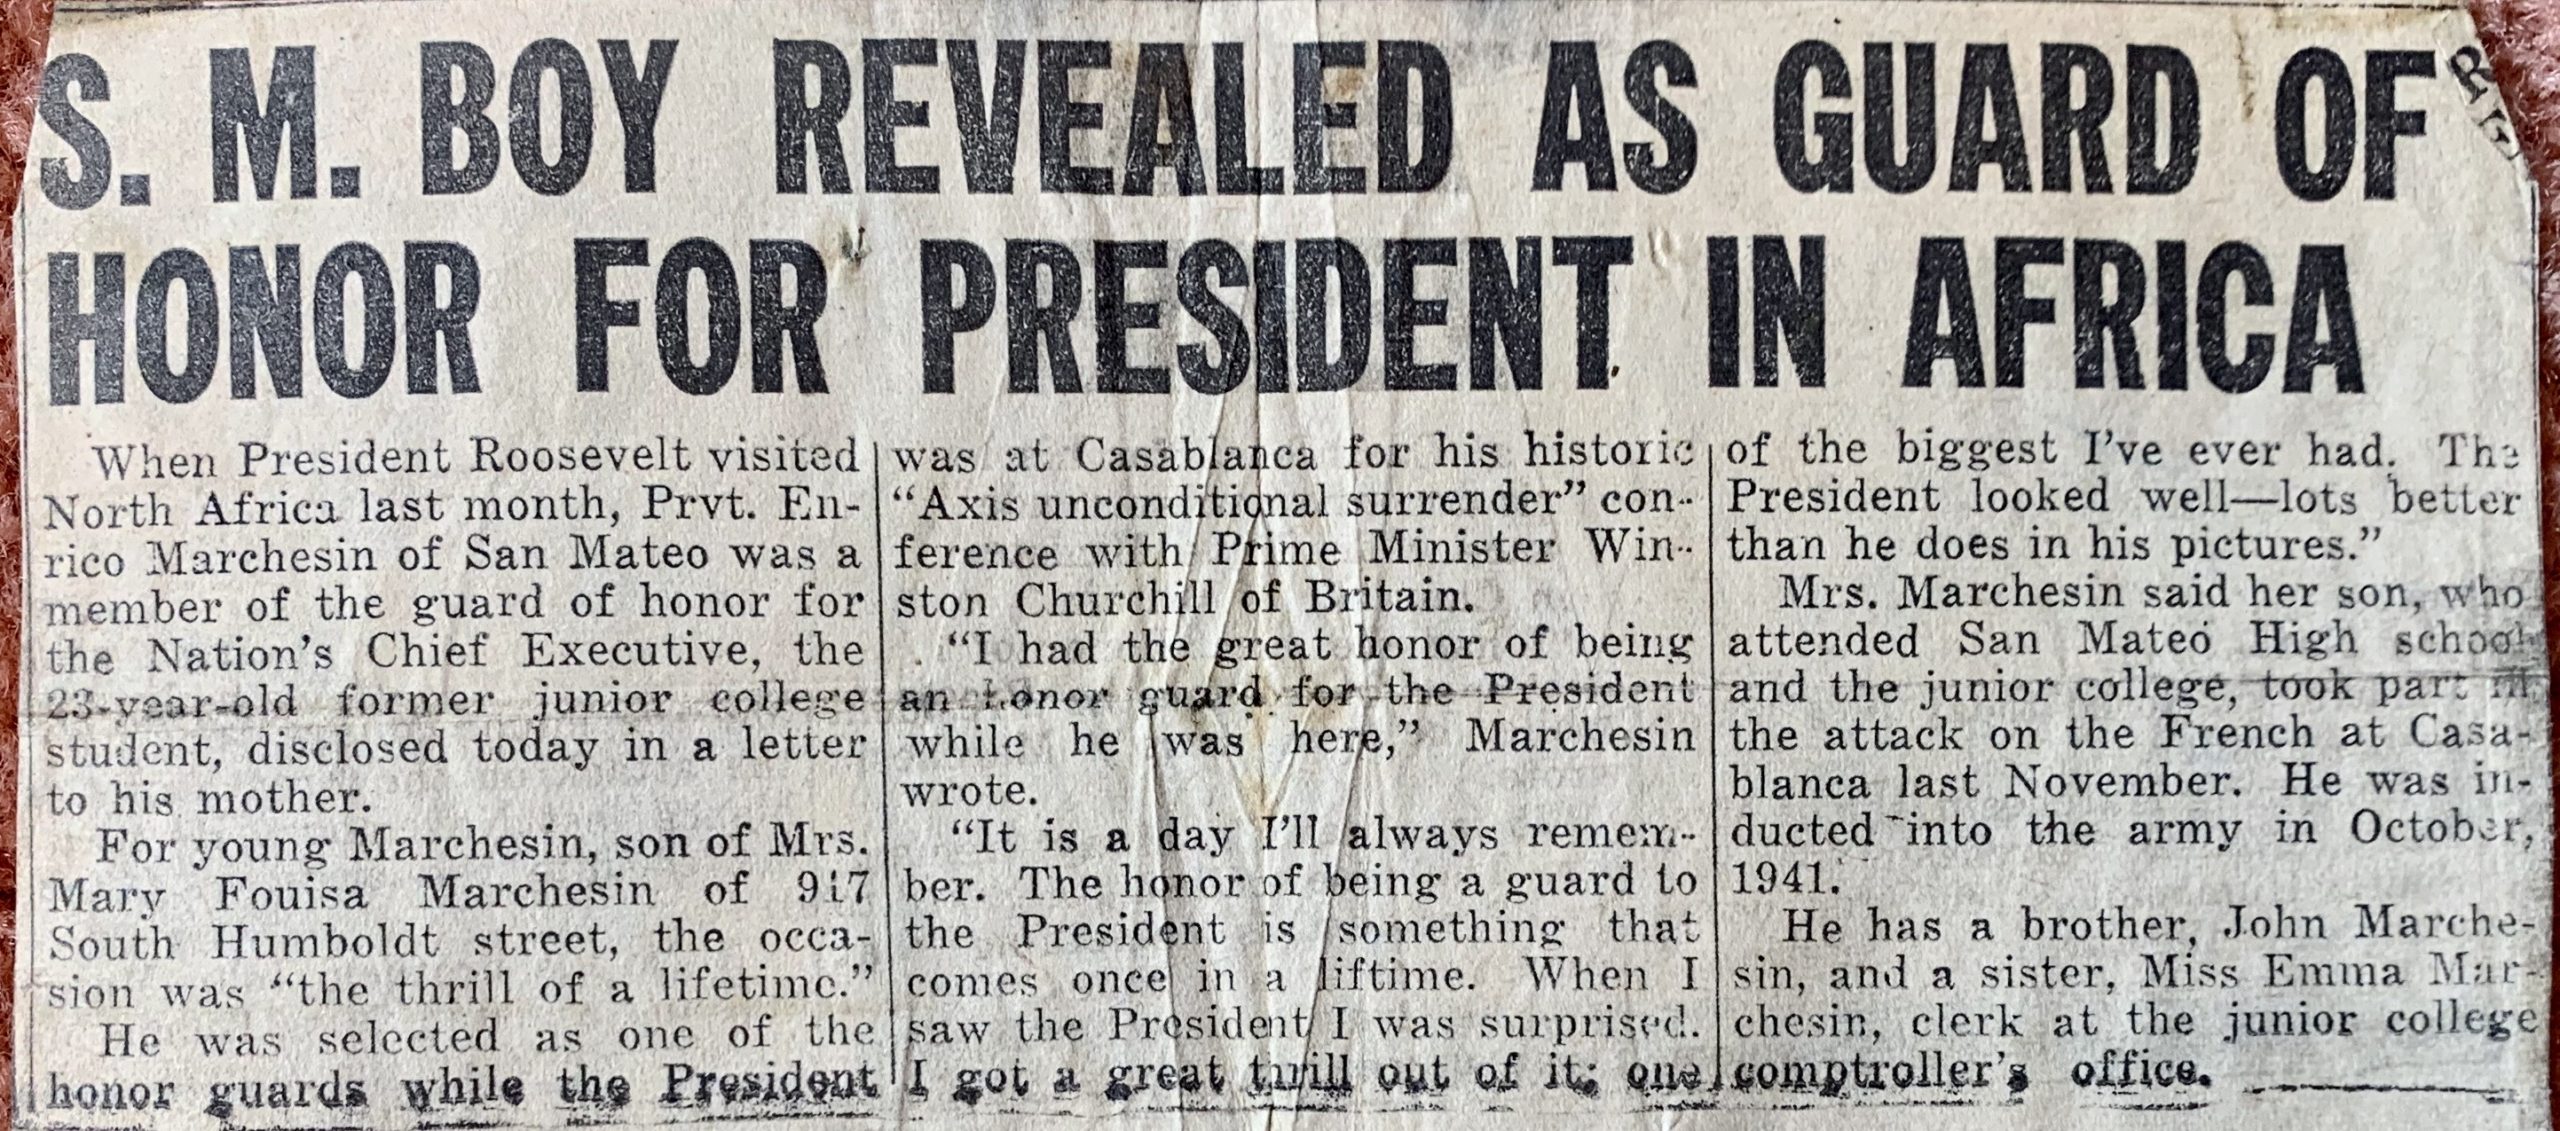 S. M. BOY REVEALED AS GUARD OF
HONOR FOR PRESIDENT IN AFRICA
When President Roosevelt visited
North Africa last month, Prvt. En-
rico Marchesin of San Mateo was a
member of the guard of honor for
the Nation's Chief Executive, the
23-year-old former junior college
student, disclosed today in a letter
to his mother.
For young Marchesin, son of Mrs.
Mary Fouisa Marchesin of 917
South Humboldt street, the occa-
sion was "the thrill of a lifetime."
He was selected as one of the
honor guards while the President
was at Casablanca for his historic
"Axis unconditional surrender" con-
ference with Prime Minister Win-
ston Churchill of Britain.
"I had the great honor of being
an honor guard for the President
while he was here," Marchesin
wrote.
"It is a day I'll always remem-
ber. The honor of being a guard to
the President is something that
comes once in a liftime. When I
saw the President I was surprised.
I got a great thrill out of it; one
of the biggest I've ever had. The
President looked well—lots better
than he does in his pictures."
Mrs. Marchesin said her son, who
attended San Mateo High school
and the junior college, took part in
the attack on the French at Casa-
blanca last November. He was in-
ducted into the army in October,
1941.
He has a brother, John Marche-
sin, and a sister, Miss Emma Mar-
chesin, clerk at the junior college
comptroller's office.